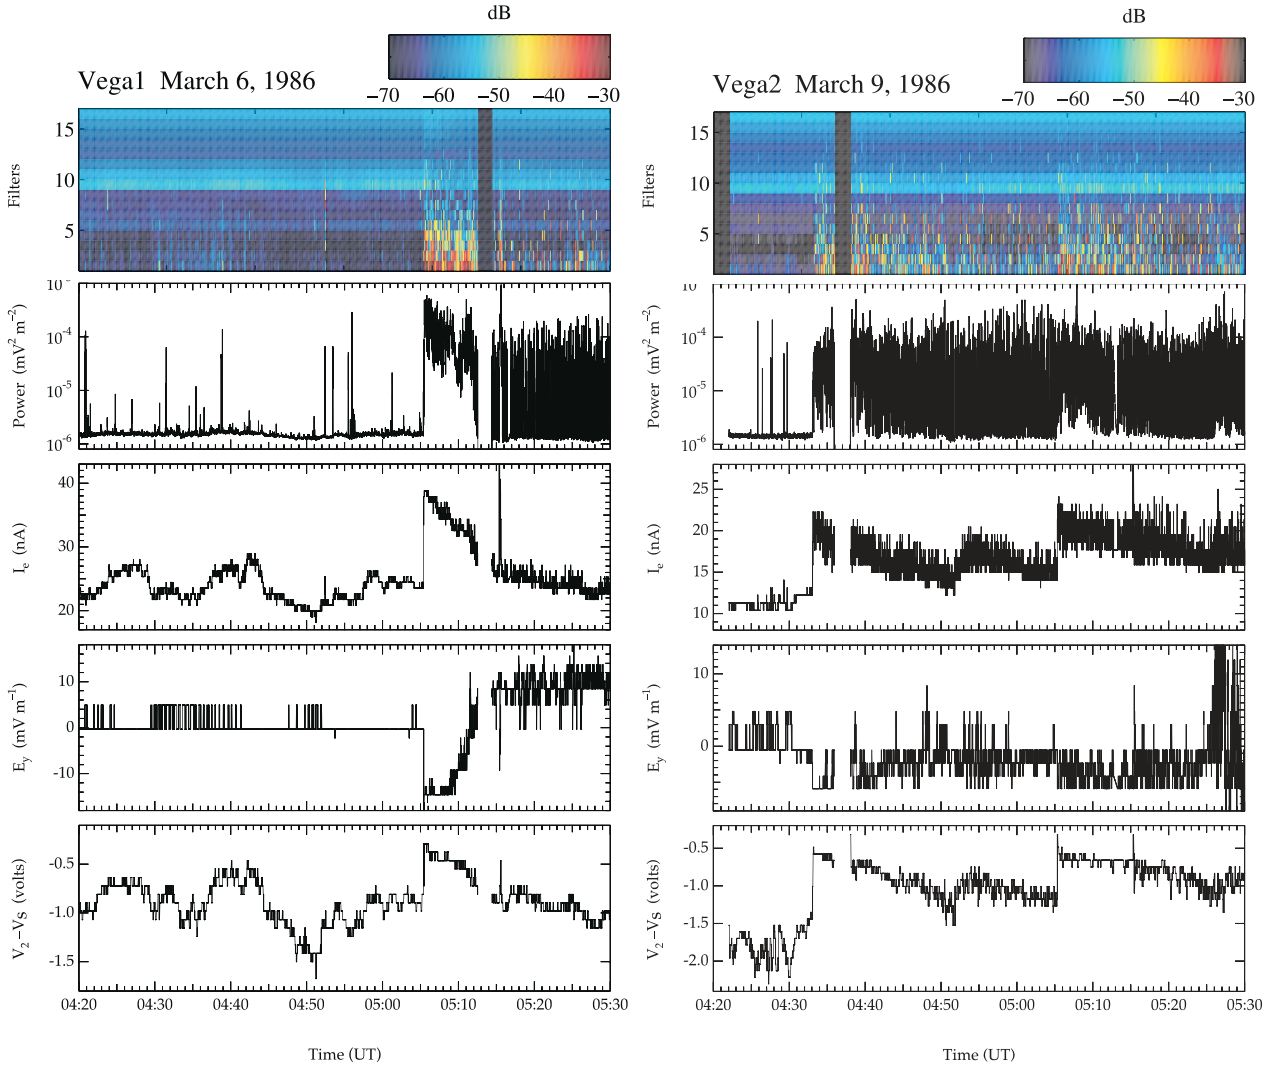 dB
−70 −60 −50 −40 −30
Vega1 March 6, 1986
Filters
15
10
5
Power (mV² m⁻²)
10⁻⁴
10⁻⁵
10⁻⁶
Iₑ (nA)
40
30
20
E_y (mV m⁻¹)
10
0
-10
V₂−V_S (volts)
-0.5
-1.0
-1.5
04:20 04:30 04:40 04:50 05:00 05:10 05:20 05:30
Time (UT)
dB
−70 −60 −50 −40 −30
Vega2 March 9, 1986
Filters
15
10
5
Power (mV² m⁻²)
10⁻⁴
10⁻⁵
10⁻⁶
Iₑ (nA)
25
20
15
10
E_y (mV m⁻¹)
10
0
V₂−V_S (volts)
-0.5
-1.0
-1.5
-2.0
04:20 04:30 04:40 04:50 05:00 05:10 05:20 05:30
Time (UT)